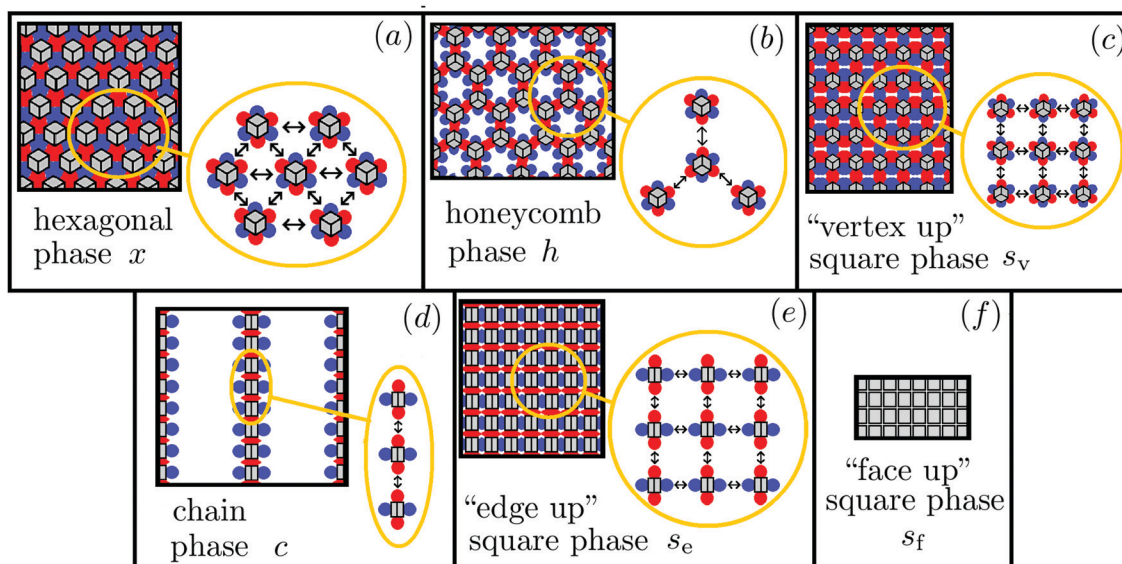 (a)
hexagonal
phase x
(b)
honeycomb
phase h
(c)
“vertex up”
square phase sᵥ
(d)
chain
phase c
(e)
“edge up”
square phase sₑ
(f)
“face up”
square phase
s_f